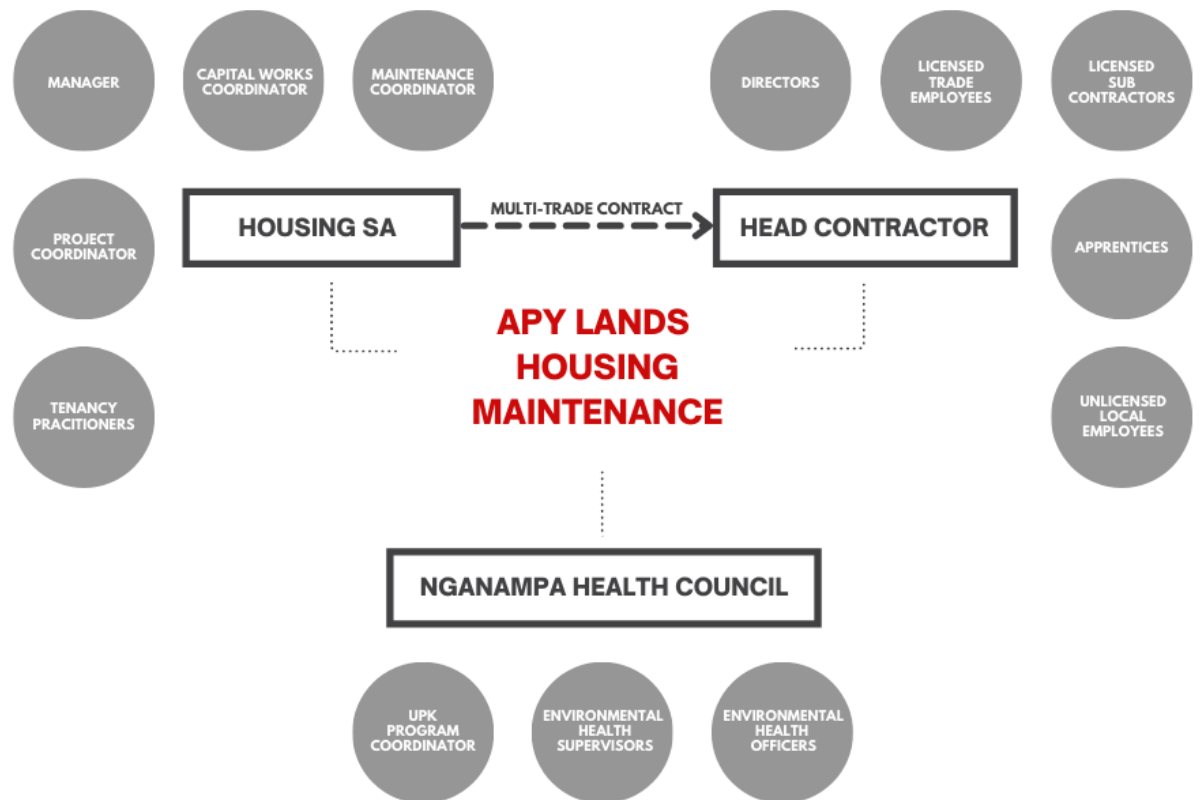 MANAGER
CAPITAL WORKS
COORDINATOR
MAINTENANCE
COORDINATOR
DIRECTORS
LICENSED
TRADE
EMPLOYEES
LICENSED
SUB
CONTRACTORS
PROJECT
COORDINATOR
HOUSING SA
MULTI-TRADE CONTRACT
HEAD CONTRACTOR
APPRENTICES
APY LANDS
HOUSING
MAINTENANCE
TENANCY
PRACITIONERS
UNLICENSED
LOCAL
EMPLOYEES
NGANAMPA HEALTH COUNCIL
UPK
PROGRAM
COORDINATOR
ENVIRONMENTAL
HEALTH
SUPERVISORS
ENVIRONMENTAL
HEALTH
OFFICERS